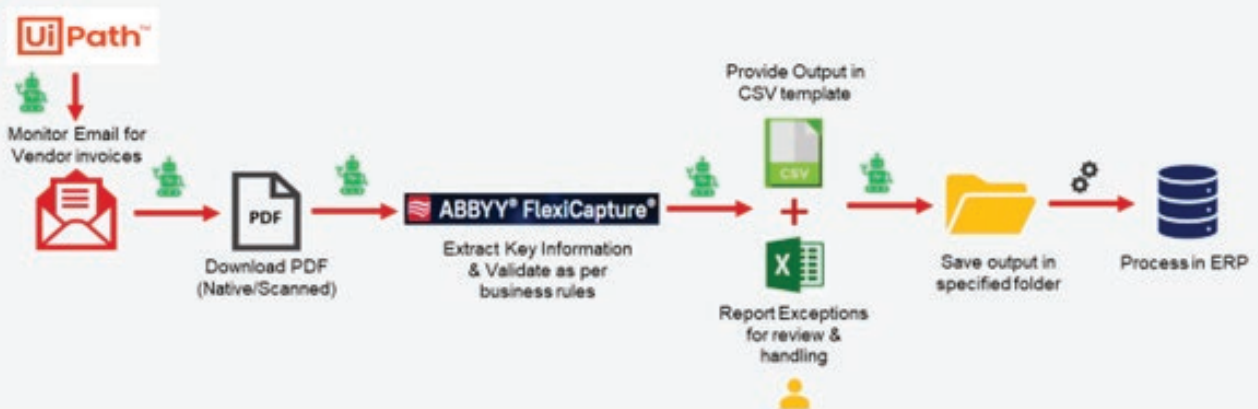 UiPath™
Monitor Email for
Vendor invoices
PDF
Download PDF
(Native/Scanned)
ABBYY® FlexiCapture®
Extract Key Information
& Validate as per
business rules
Provide Output in
CSV template
CSV
+
X
Report Exceptions
for review &
handling
Save output in
specified folder
Process in ERP